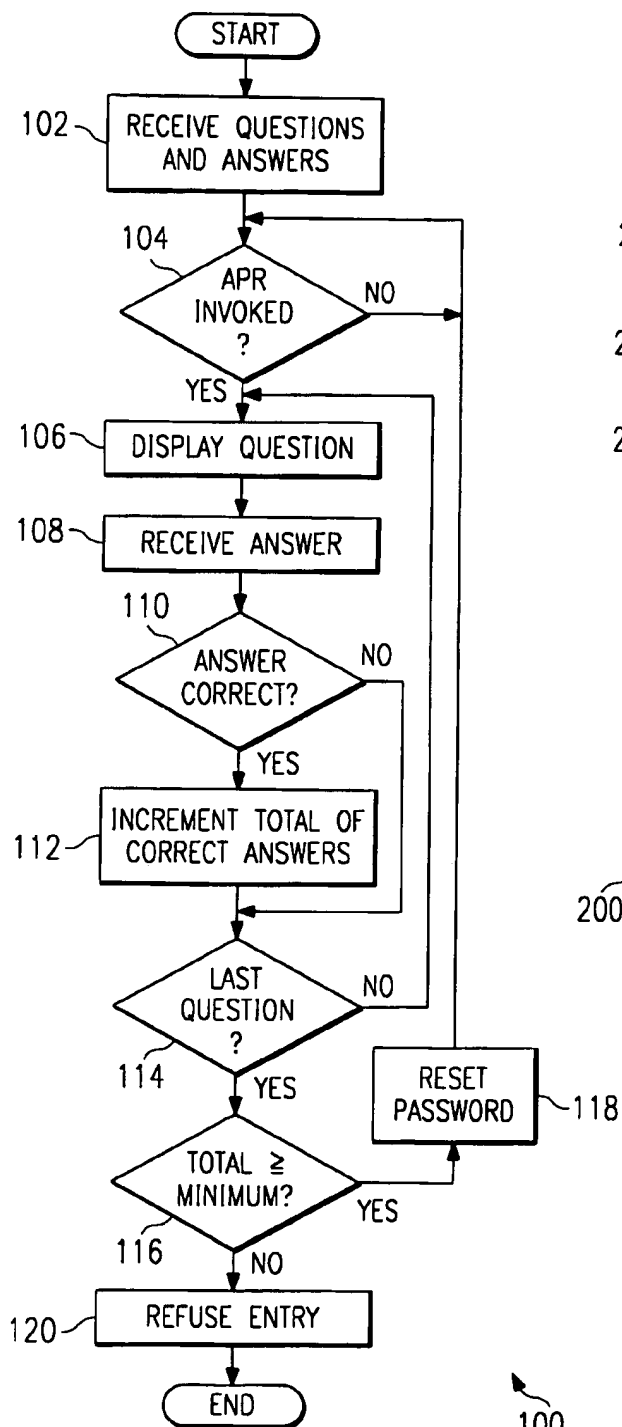 START
102
RECEIVE QUESTIONS
AND ANSWERS
104
APR
INVOKED
?
NO
YES
106
DISPLAY QUESTION
108
RECEIVE ANSWER
110
ANSWER
CORRECT?
NO
YES
112
INCREMENT TOTAL OF
CORRECT ANSWERS
200
LAST
QUESTION
?
NO
114
YES
RESET
PASSWORD
118
TOTAL ≧
MINIMUM?
YES
116
NO
120
REFUSE ENTRY
END
100